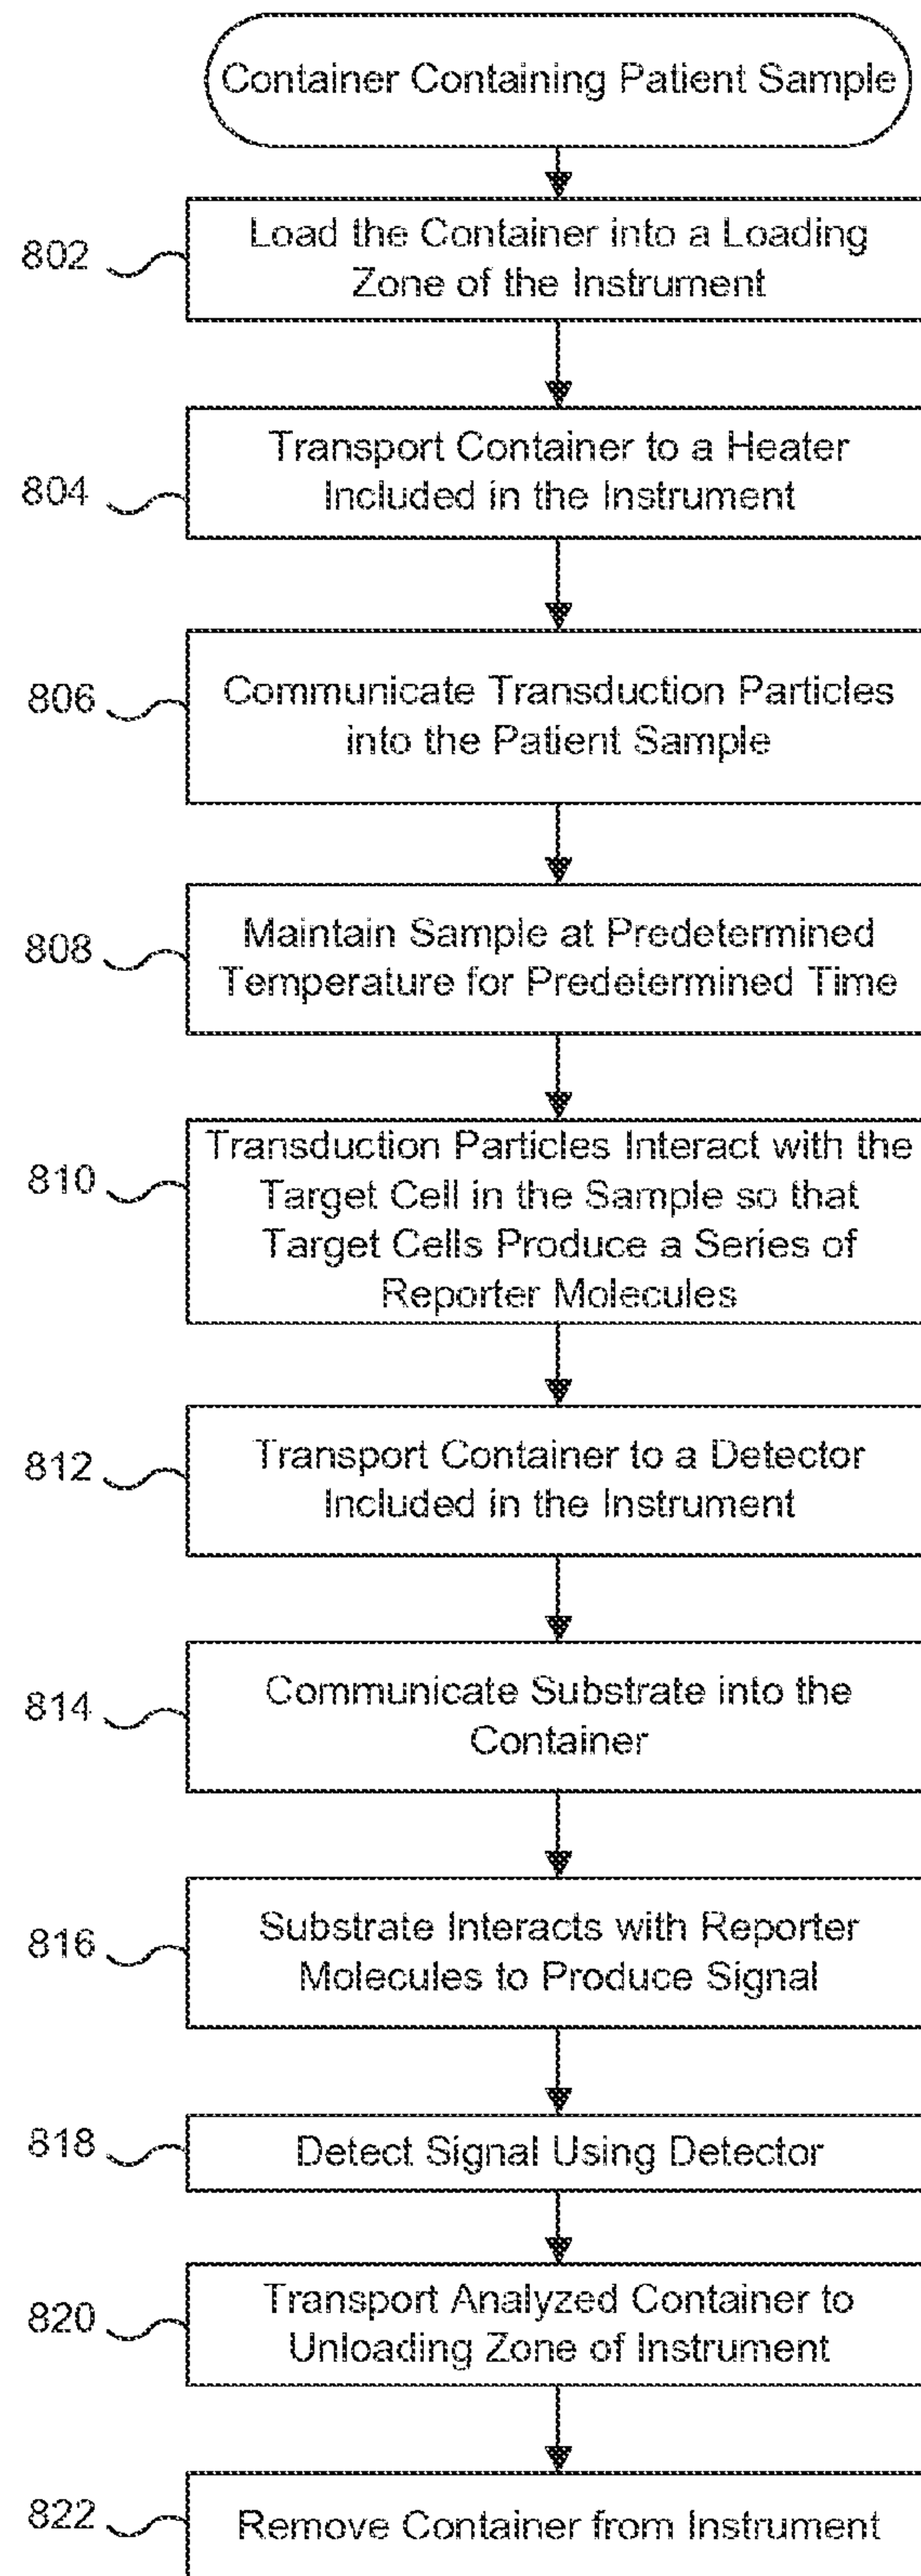 Container Containing Patient Sample
802
Load the Container into a Loading
Zone of the Instrument
804
Transport Container to a Heater
Included in the Instrument
806
Communicate Transduction Particles
into the Patient Sample
808
Maintain Sample at Predetermined
Temperature for Predetermined Time
810
Transduction Particles Interact with the
Target Cell in the Sample so that
Target Cells Produce a Series of
Reporter Molecules
812
Transport Container to a Detector
Included in the Instrument
814
Communicate Substrate into the
Container
816
Substrate Interacts with Reporter
Molecules to Produce Signal
818
Detect Signal Using Detector
820
Transport Analyzed Container to
Unloading Zone of Instrument
822
Remove Container from Instrument